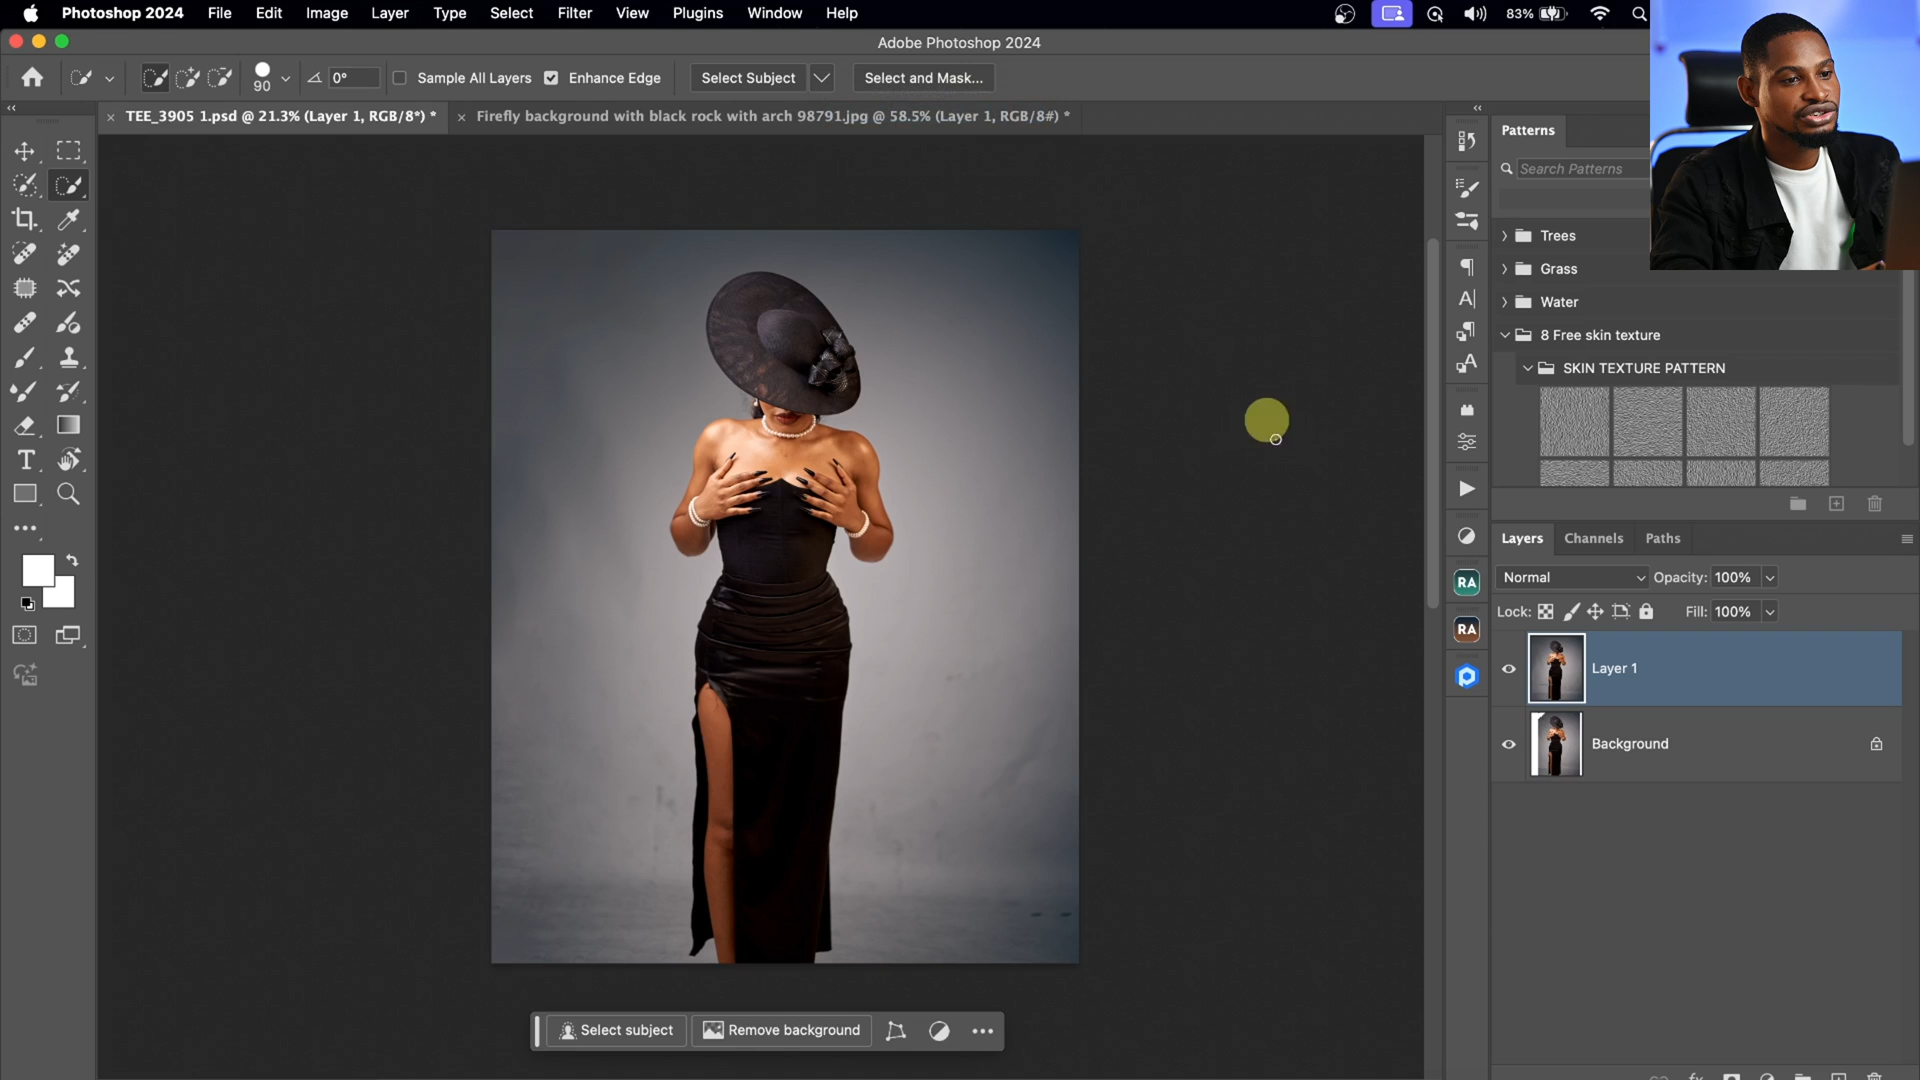 Photoshop 2024 File Edit Image Layer Type Select Filter View Plugins Window Help 83%
Adobe Photoshop 2024
90 0° Sample All Layers Enhance Edge Select Subject Select and Mask...
TEE_3905 1.psd @ 21.3% (Layer 1, RGB/8*) * Firefly background with black rock with arch 98791.jpg @ 58.5% (Layer 1, RGB/8#) *
Patterns
Search Patterns
Trees
Grass
Water
8 Free skin texture
SKIN TEXTURE PATTERN
Layers Channels Paths
Normal Opacity: 100%
Lock: Fill: 100%
Layer 1
Background
RA
RA
Select subject Remove background